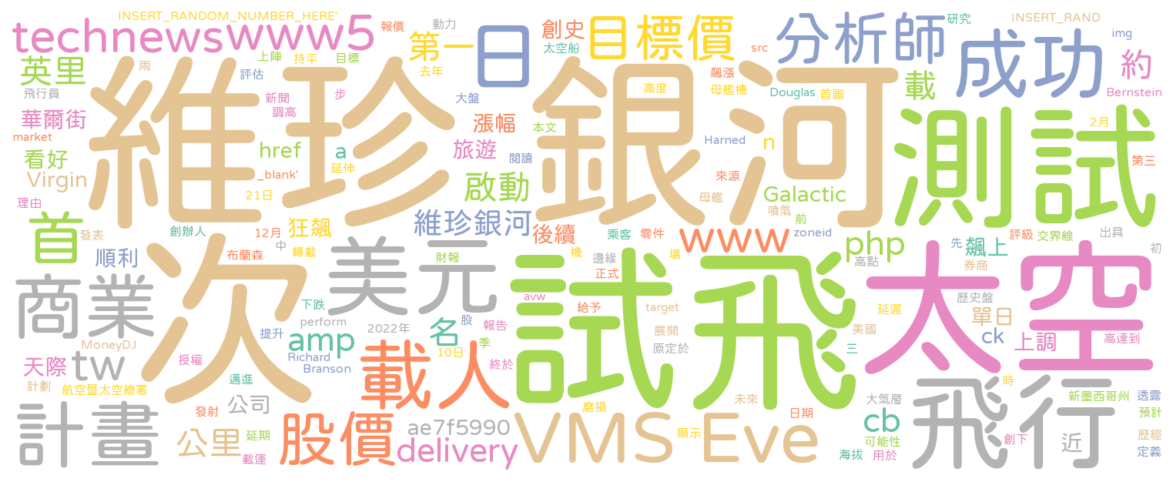 INSERT_RANDOM_NUMBER_HERE'
technews
www5
報價
動力
上陣
持平
目標
第一
去年
日
創史
太空船
目標價
src
分析師
研究
INSERT_RAND
img
成功
約
英里
兩
評估
飛行員
大盤
高度
飆漲
母艦機
Douglas
首圖
載
Bernstein
新聞
調高
步
華爾街
market
看好
Virgin
href
a
延伸
_blank'
21日
理由
維珍
銀河
漲幅
本文
旅遊
閱讀
啟動
Harned
n
來源
母艦
Galactic
噴氣
前
zoneid
測試
2月
第三
首
發表
創辦人
12月
狂飆
中
轉載
布蘭森
維珍銀河
後續
乘客
零件
場
www
php
高點
飆上
先
評級
交界線
出具
券商
初
順利
次
美元
財報
機
邊緣
正式
試飛
太空
商業
下跌
avw
給予
target
延遲
歷史盤
單日
美國
MoneyDJ
提升
perform
2022年
名
股
報告
季
10日
終於
amp
Richard
Branson
展開
原定於
三
ck
上調
高達到
天際
tw
授權
計劃
航空暨太空總署
邁進
發射
公司
載人
磨損
未來
大氣層
時
新墨西哥州
透露
預計
計畫
公里
延期
載運
股價
ae7f5990
delivery
VMS
Eve
顯示
日期
cb
可能性
海拔
用於
飛行
創下
近
歷經
定義